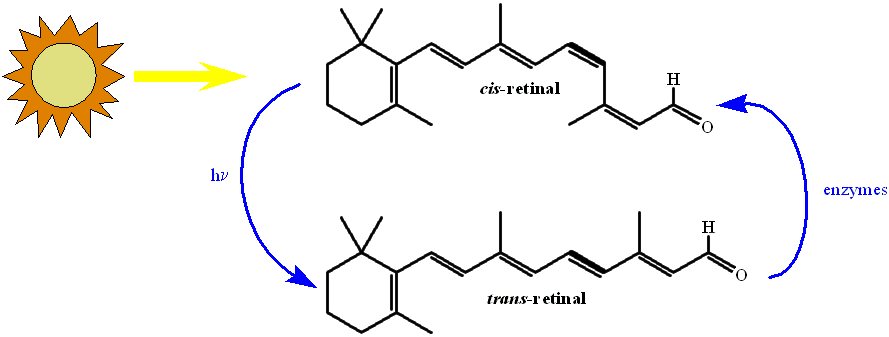 H
O
cis-retinal
hν
enzymes
H
O
trans-retinal